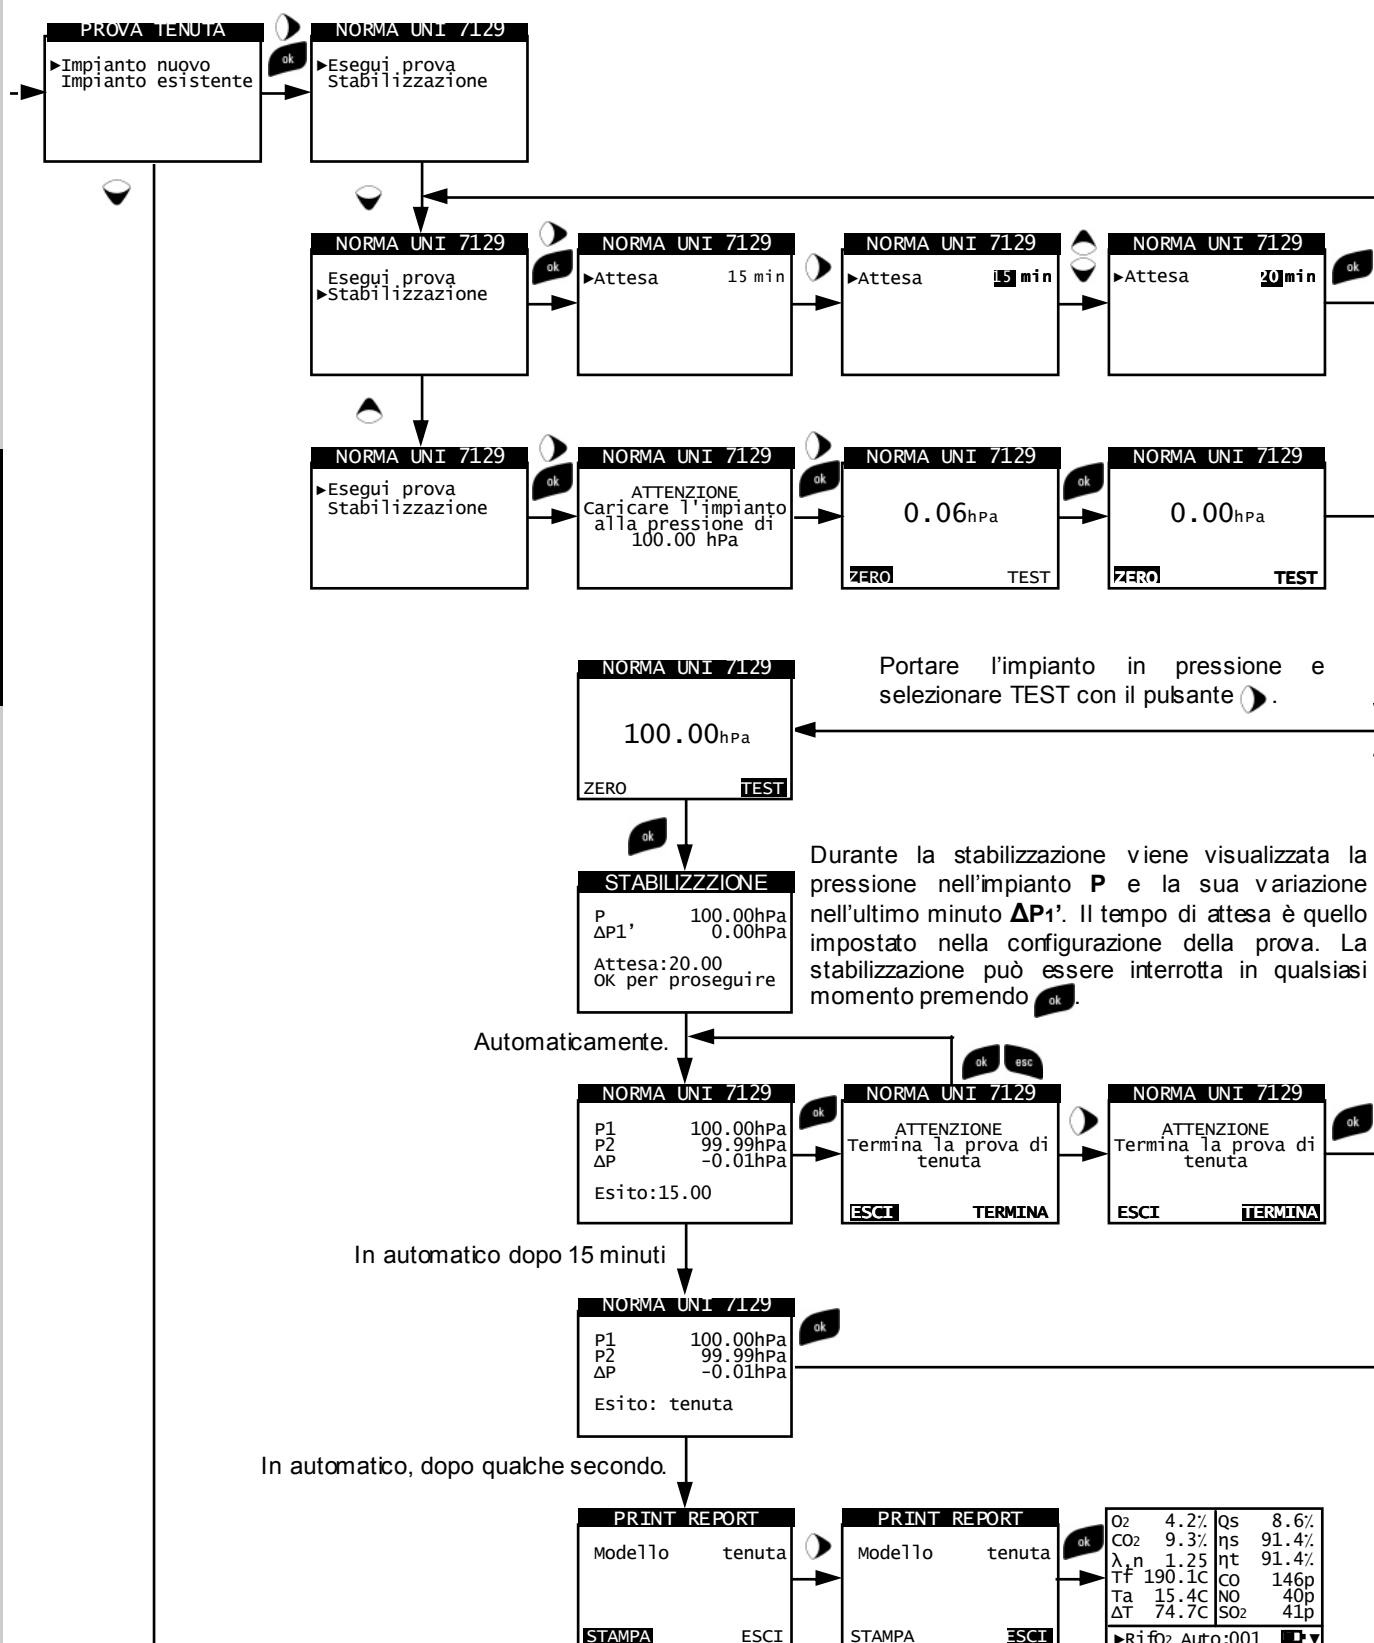 PROVA TENUTA
►Impianto nuovo
Impianto esistente
ok
NORMA UNI 7129
►Esegui prova
Stabilizzazione
NORMA UNI 7129
Esegui prova
►Stabilizzazione
ok
NORMA UNI 7129
►Attesa 15 min
NORMA UNI 7129
►Attesa 15 min
NORMA UNI 7129
►Attesa 20 min
ok
NORMA UNI 7129
►Esegui prova
Stabilizzazione
ok
NORMA UNI 7129
ATTENZIONE
Caricare l'impianto
alla pressione di
100.00 hPa
ok
NORMA UNI 7129
0.06hPa
ZERO TEST
ok
NORMA UNI 7129
0.00hPa
ZERO TEST
Portare l'impianto in pressione e
selezionare TEST con il pulsante .
NORMA UNI 7129
100.00hPa
ZERO TEST
ok
Durante la stabilizzazione viene visualizzata la
pressione nell'impianto P e la sua variazione
nell'ultimo minuto ΔP1’. Il tempo di attesa è quello
impostato nella configurazione della prova. La
stabilizzazione può essere interrotta in qualsiasi
momento premendo ok.
STABILIZZZIONE
P 100.00hPa
ΔP1’ 0.00hPa
Attesa:20.00
OK per proseguire
Automaticamente.
ok esc
NORMA UNI 7129
P1 100.00hPa
P2 99.99hPa
ΔP -0.01hPa
Esito:15.00
ok
NORMA UNI 7129
ATTENZIONE
Termina la prova di
tenuta
ESCI TERMINA
NORMA UNI 7129
ATTENZIONE
Termina la prova di
tenuta
ESCI TERMINA
ok
In automatico dopo 15 minuti
NORMA UNI 7129
P1 100.00hPa
P2 99.99hPa
ΔP -0.01hPa
Esito: tenuta
ok
In automatico, dopo qualche secondo.
PRINT REPORT
Modello tenuta
STAMPA ESCI
PRINT REPORT
Modello tenuta
STAMPA ESCI
ok
O2 4.2% Qs 8.6%
CO2 9.3% ηs 91.4%
λ,n 1.25 ηt 91.4%
Tf 190.1C CO 146p
Ta 15.4C NO 40p
ΔT 74.7C SO2 41p
►RifO2 Auto:001 ▼